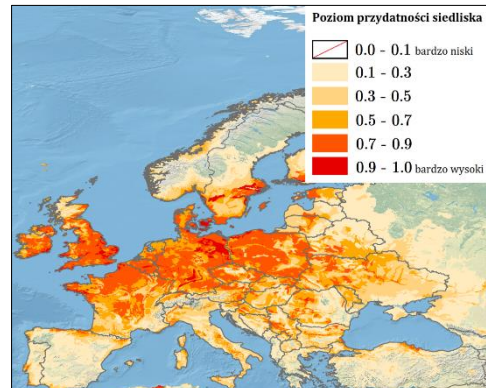 Poziom przydatności siedliska
0.0 - 0.1 bardzo niski
0.1 - 0.3
0.3 - 0.5
0.5 - 0.7
0.7 - 0.9
0.9 - 1.0 bardzo wysoki